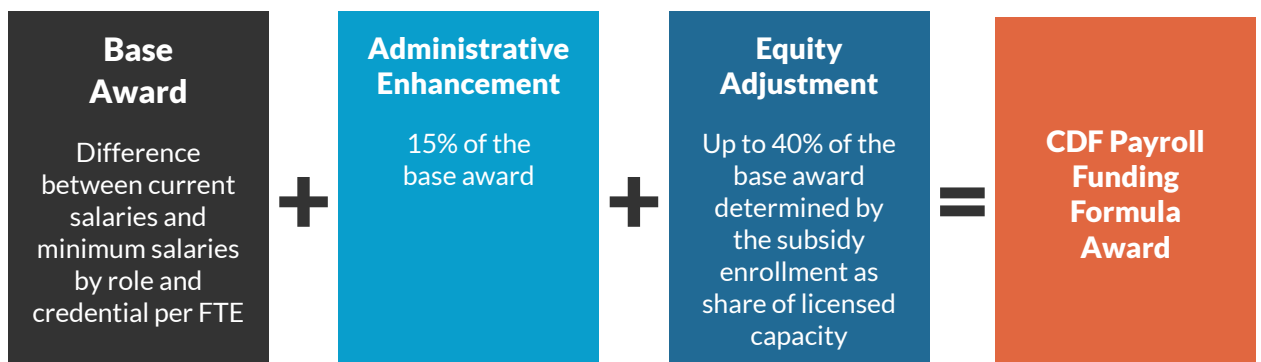 Base
Award
Difference
between current
salaries and
minimum salaries
by role and
credential per FTE
+
Administrative
Enhancement
15% of the
base award
+
Equity
Adjustment
Up to 40% of the
base award
determined by
the subsidy
enrollment as
share of licensed
capacity
=
CDF Payroll
Funding
Formula
Award